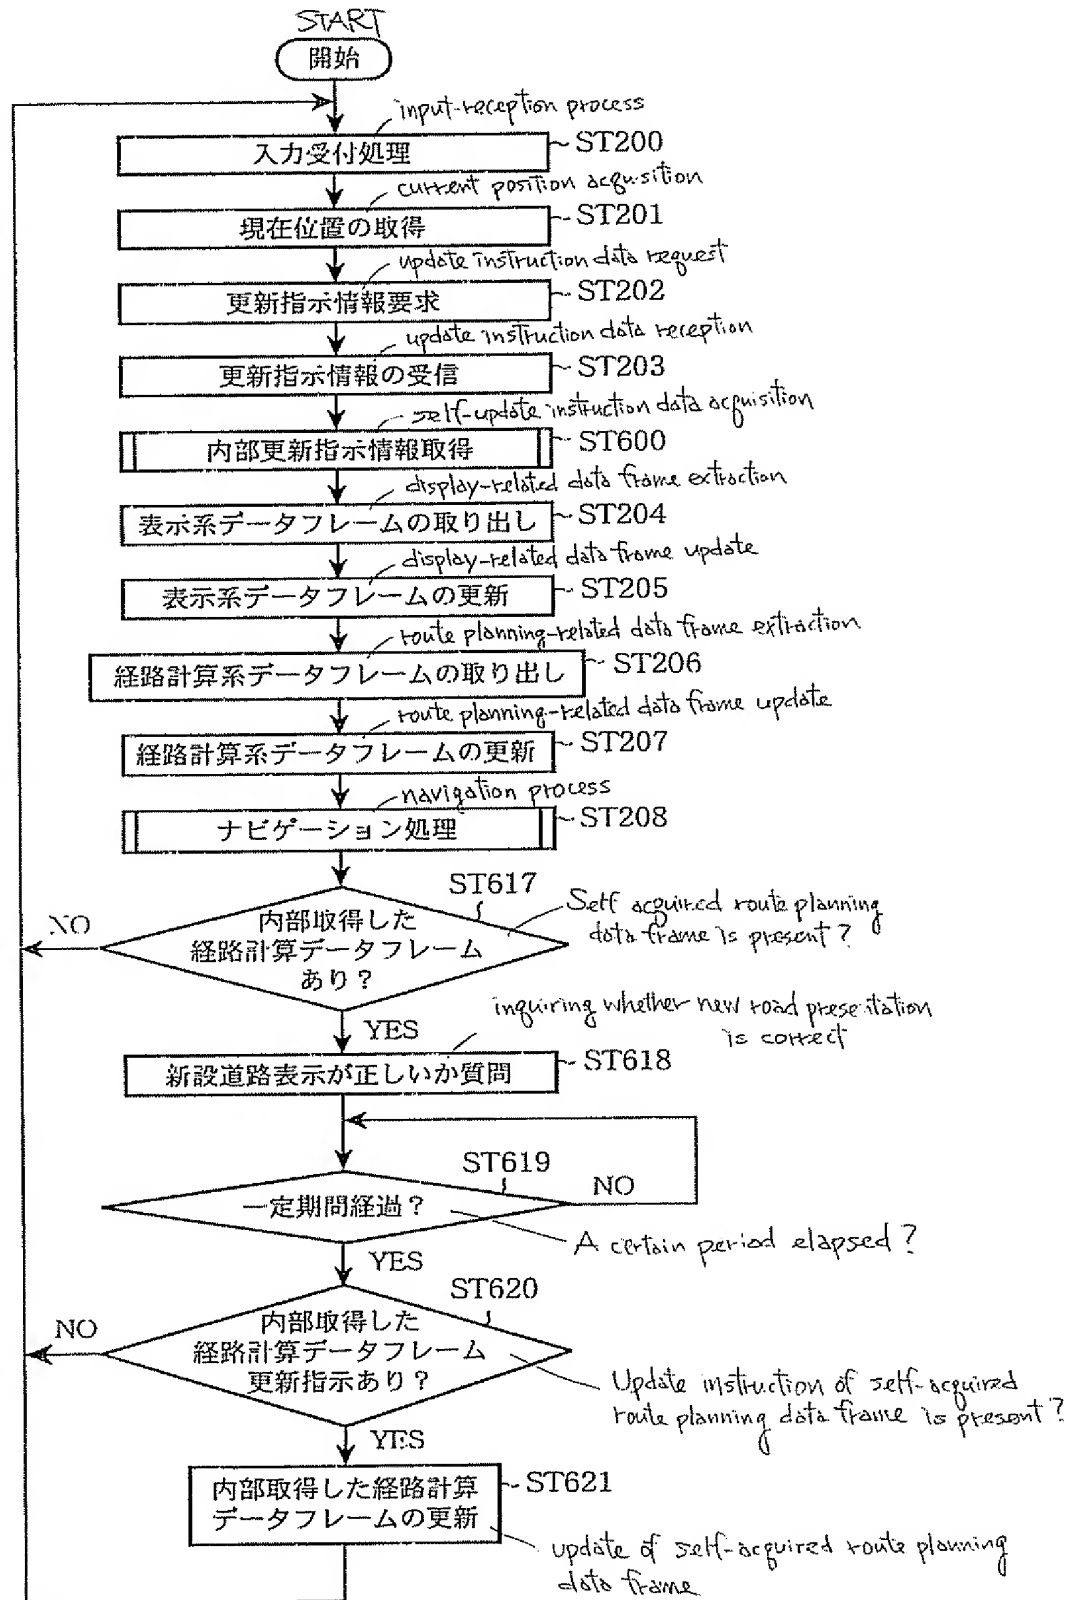 START
開始
input-reception process
入力受付処理
ST200
current position acquisition
現在位置の取得
ST201
update instruction data request
更新指示情報要求
ST202
update instruction data reception
更新指示情報の受信
ST203
self-update instruction data acquisition
内部更新指示情報取得
ST600
display-related data frame extraction
表示系データフレームの取り出し
ST204
display-related data frame update
表示系データフレームの更新
ST205
route planning-related data frame extraction
経路計算系データフレームの取り出し
ST206
route planning-related data frame update
経路計算系データフレームの更新
ST207
navigation process
ナビゲーション処理
ST208
ST617
NO
内部取得した
経路計算データフレーム
あり？
Self acquired route planning
data frame is present?
YES
inquiring whether new road presentation
is correct
新設道路表示が正しいか質問
ST618
ST619
一定期間経過？
NO
A certain period elapsed?
YES
ST620
NO
内部取得した
経路計算データフレーム
更新指示あり？
Update instruction of self-acquired
route planning data frame is present?
YES
内部取得した経路計算
データフレームの更新
ST621
update of self-acquired route planning
data frame